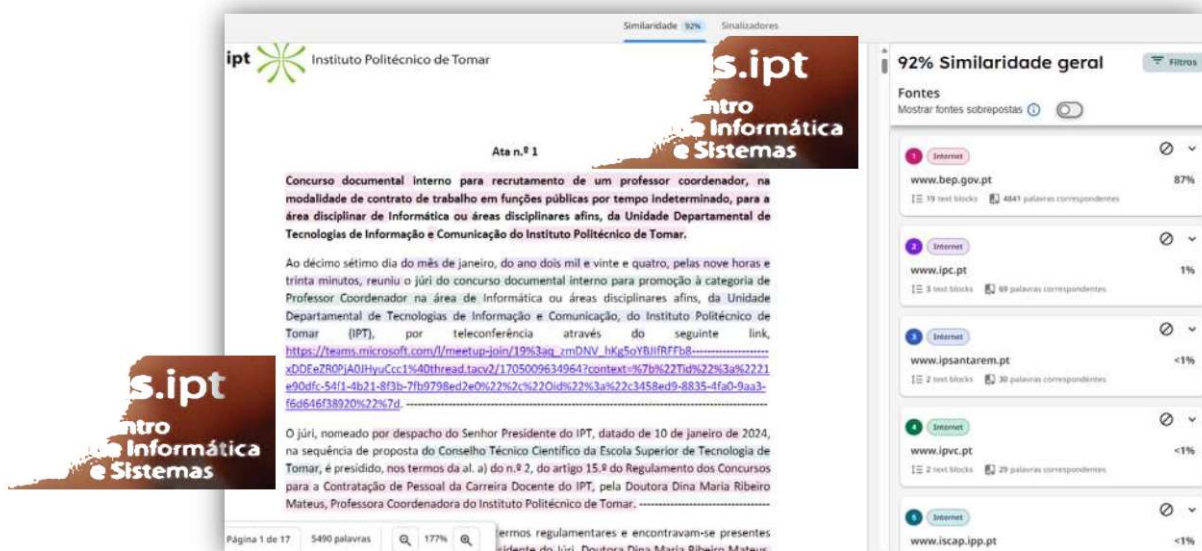 Similaridade 92% Sinalizadores
ipt Instituto Politécnico de Tomar
s.ipt
ntro
e Informática
e Sistemas
Ata n.º 1
Concurso documental interno para recrutamento de um professor coordenador, na
modalidade de contrato de trabalho em funções públicas por tempo indeterminado, para a
área disciplinar de Informática ou áreas disciplinares afins, da Unidade Departamental de
Tecnologias de Informação e Comunicação do Instituto Politécnico de Tomar.
Ao décimo sétimo dia do mês de janeiro, do ano dois mil e vinte e quatro, pelas nove horas e
trinta minutos, reuniu o júri do concurso documental interno para promoção à categoria de
Professor Coordenador na área de Informática ou áreas disciplinares afins, da Unidade
Departamental de Tecnologias de Informação e Comunicação, do Instituto Politécnico de
Tomar (IPT), por teleconferência através do seguinte link,
https://teams.microsoft.com/l/meetup-join/19%3aq_zmDNV_hKg5oYBJIfRFFb8-------------------
xDDEeZR0PjA0JHyuCcc1%40thread.tacv2/1705009634964?context=%7b%22Tid%22%3a%2221
e90dfc-54f1-4b21-8f3b-7fb9798ed2e0%22%2c%22Oid%22%3a%22c3458ed9-8835-4fa0-9aa3-
f6d646f38920%22%7d. ---------------------------------------------------------------
O júri, nomeado por despacho do Senhor Presidente do IPT, datado de 10 de janeiro de 2024,
na sequência de proposta do Conselho Técnico Científico da Escola Superior de Tecnologia de
Tomar, é presidido, nos termos da al. a) do n.º 2, do artigo 15.º do Regulamento dos Concursos
para a Contratação de Pessoal da Carreira Docente do IPT, pela Doutora Dina Maria Ribeiro
Mateus, Professora Coordenadora do Instituto Politécnico de Tomar. -------------------------------
ermos regulamentares e encontravam-se presentes
sidente do Júri, Doutora Dina Maria Ribeiro Mateus,
Página 1 de 17 5490 palavras 177%
s.ipt
ntro
e Informática
e Sistemas
92% Similaridade geral Filtros
Fontes
Mostrar fontes sobrepostas
1 Internet
www.bep.gov.pt 87%
19 text blocks 4841 palavras correspondentes
2 Internet
www.ipc.pt 1%
3 text blocks 69 palavras correspondentes
3 Internet
www.ipsantarem.pt <1%
2 text blocks 30 palavras correspondentes
4 Internet
www.ipvc.pt <1%
2 text blocks 29 palavras correspondentes
5 Internet
www.iscap.ipp.pt <1%